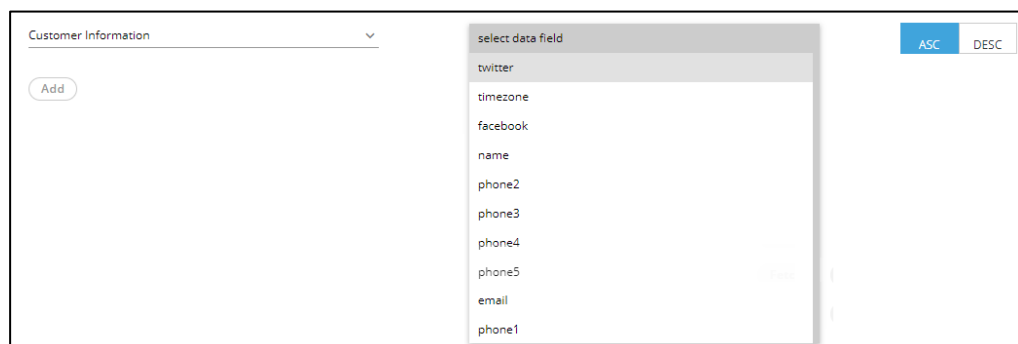 Customer Information
select data field
ASC
DESC
Add
twitter
timezone
facebook
name
phone2
phone3
phone4
phone5
email
phone1